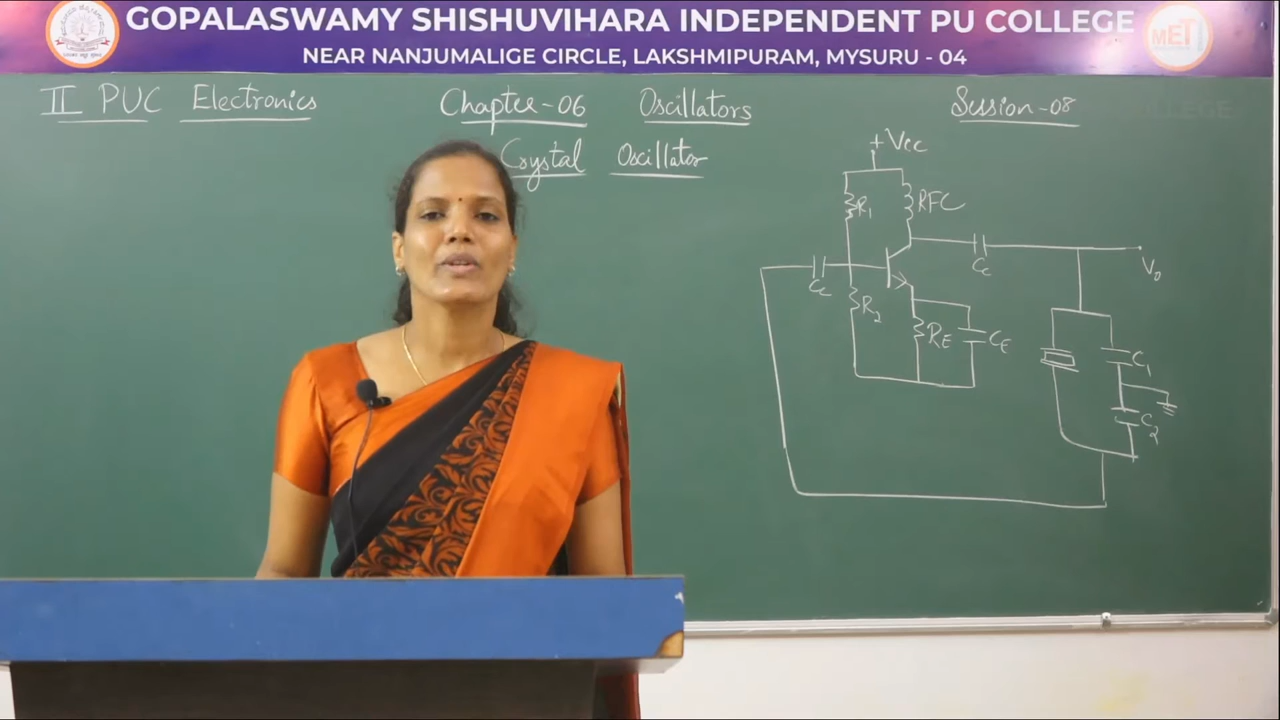 GOPALASWAMY SHISHUVIHARA INDEPENDENT PU COLLEGE
NEAR NANJUMALIGE CIRCLE, LAKSHMIPURAM, MYSURU - 04
MET
II PUC Electronics Chapter-06 Oscillators Session-08
Crystal Oscillator
+Vcc
R1 RFC
Cc
Cc
V0
R2
RE CE
C1
C2